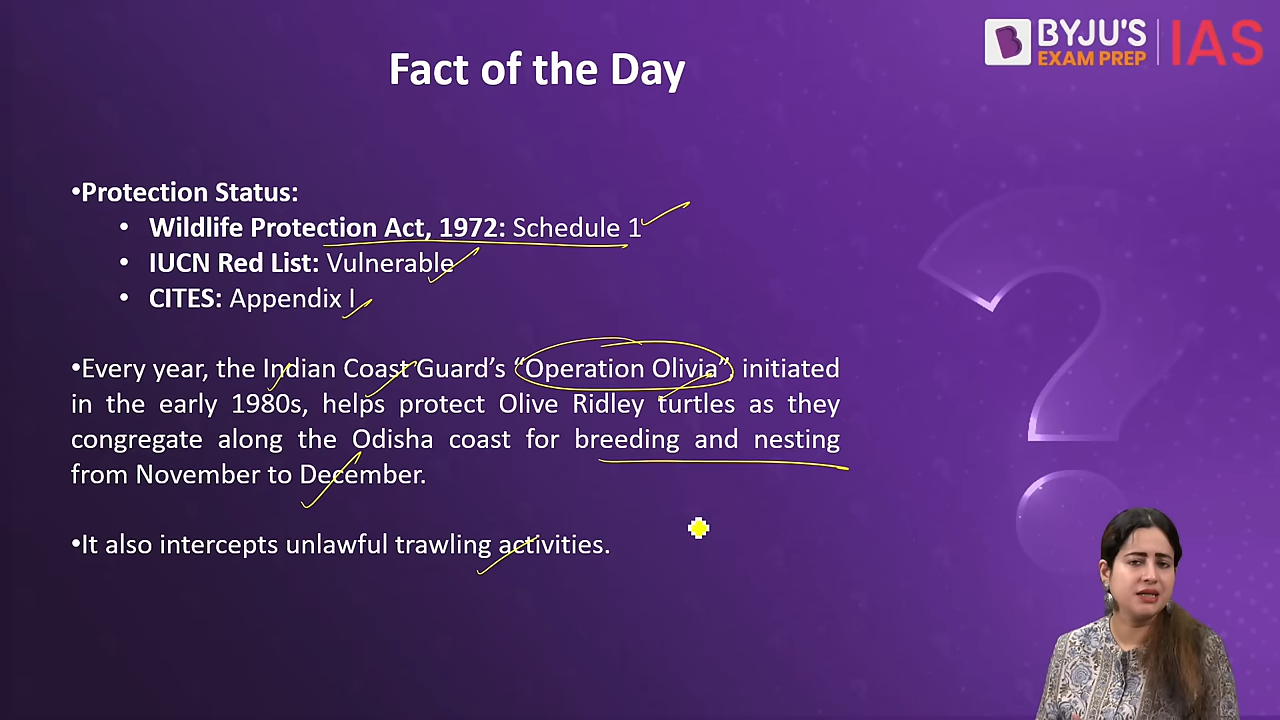 BYJU'S
EXAM PREP
IAS
Fact of the Day
•Protection Status:
• Wildlife Protection Act, 1972: Schedule 1
• IUCN Red List: Vulnerable
• CITES: Appendix I
•Every year, the Indian Coast Guard’s “Operation Olivia”, initiated
in the early 1980s, helps protect Olive Ridley turtles as they
congregate along the Odisha coast for breeding and nesting
from November to December.
•It also intercepts unlawful trawling activities.